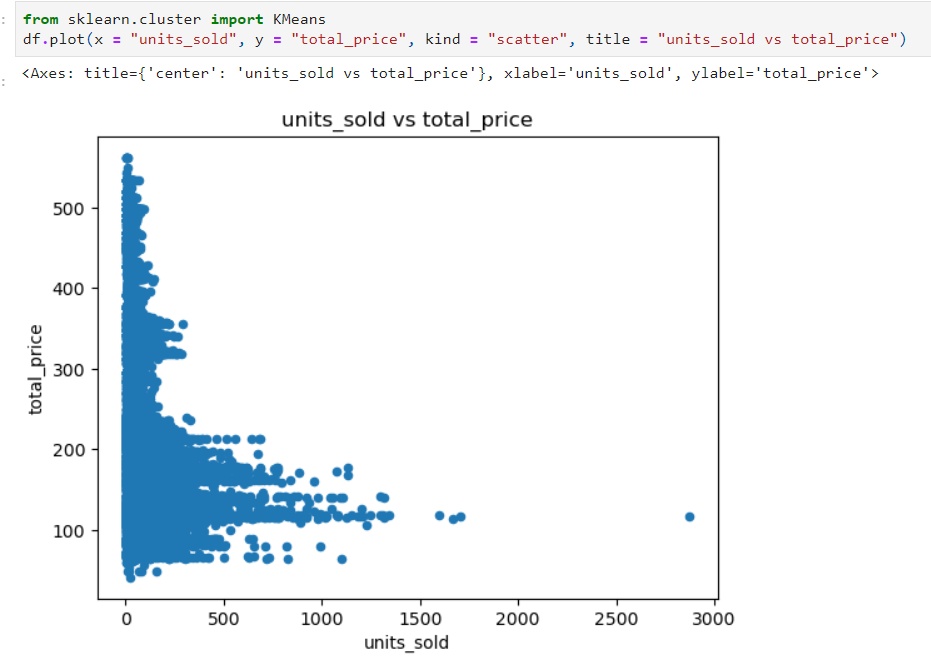 from sklearn.cluster import KMeans
df.plot(x = "units_sold", y = "total_price", kind = "scatter", title = "units_sold vs total_price")
<Axes: title={'center': 'units_sold vs total_price'}, xlabel='units_sold', ylabel='total_price'>
units_sold vs total_price
500
400
300
200
100
total_price
0 500 1000 1500 2000 2500 3000
units_sold